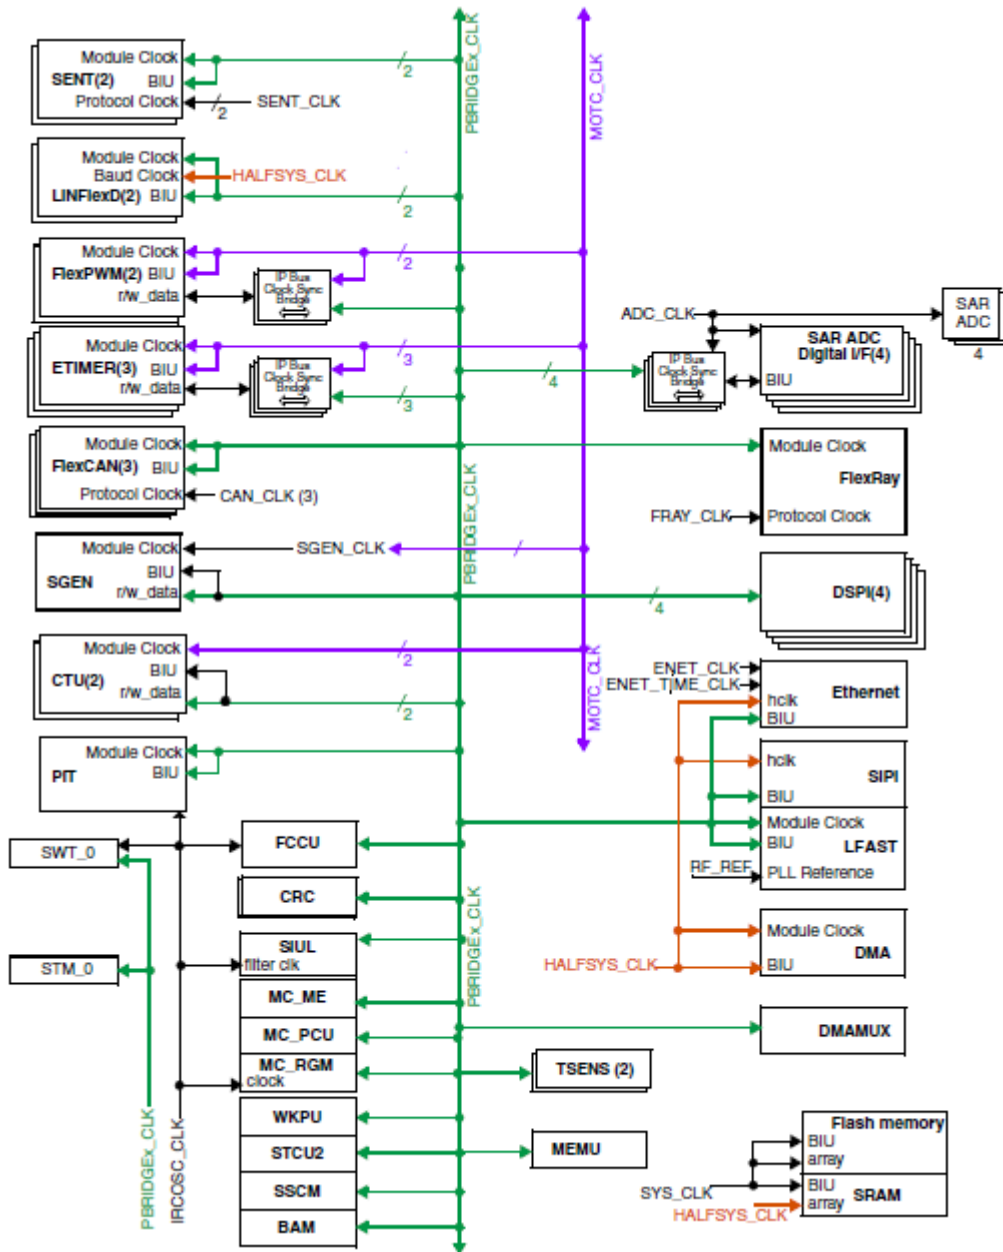 PBRIDGEx_CLK
MOTC_CLK
Module Clock
SENT(2) BIU
Protocol Clock
2
SENT_CLK
2
Module Clock
Baud Clock
HALFSYS_CLK
LINFlexD(2) BIU
2
Module Clock
FlexPWM(2) BIU
r/w_data
2
IP Bus
Clock Sync
Bridge
ADC_CLK
SAR
ADC
4
Module Clock
ETIMER(3) BIU
r/w_data
3
IP Bus
Clock Sync
Bridge
3
4
IP Bus
Clock Sync
Bridge
SAR ADC
Digital I/F(4)
BIU
Module Clock
FlexCAN(3) BIU
Protocol Clock
CAN_CLK (3)
PBRIDGEx_CLK
Module Clock
FlexRay
FRAY_CLK
Protocol Clock
Module Clock
SGEN_CLK
BIU
SGEN
r/w_data
4
DSPI(4)
Module Clock
BIU
CTU(2)
r/w_data
2
2
MOTC_CLK
ENET_CLK
ENET_TIME_CLK
Ethernet
hclk
BIU
Module Clock
PIT BIU
hclk
SIPI
BIU
Module Clock
BIU LFAST
RF_REF
PLL Reference
SWT_0
FCCU
CRC
PBRIDGEx_CLK
SIUL
filter clk
STM_0
HALFSYS_CLK
Module Clock
DMA
BIU
MC_ME
MC_PCU
MC_RGM
clock
DMAMUX
TSENS (2)
PBRIDGEx_CLK
IRCOSC_CLK
WKPU
STCU2
SSCM
BAM
MEMU
Flash memory
BIU
array
SYS_CLK
BIU
SRAM
array
HALFSYS_CLK